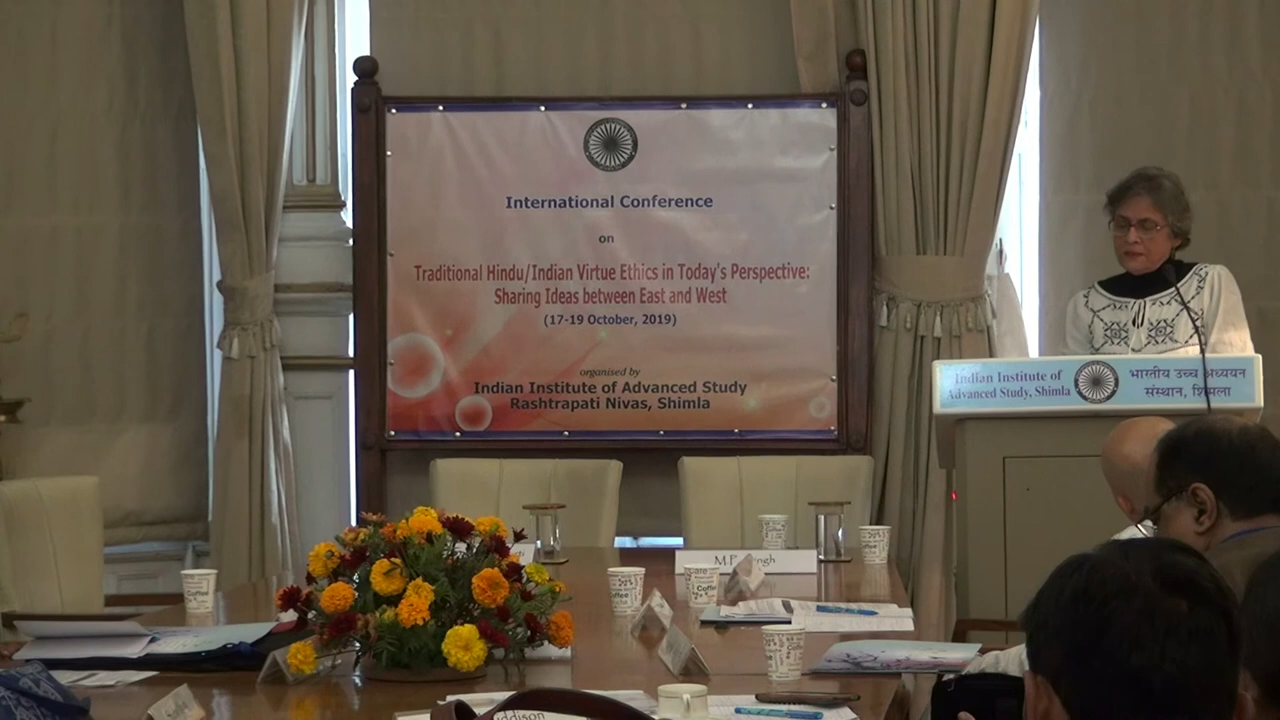 International Conference
on
Traditional Hindu/Indian Virtue Ethics in Today's Perspective:
Sharing Ideas between East and West
(17-19 October, 2019)
organised by
Indian Institute of Advanced Study
Rashtrapati Nivas, Shimla
Indian Institute of
Advanced Study, Shimla
भारतीय उच्च अध्ययन
संस्थान, शिमला
Coffee
Coffee